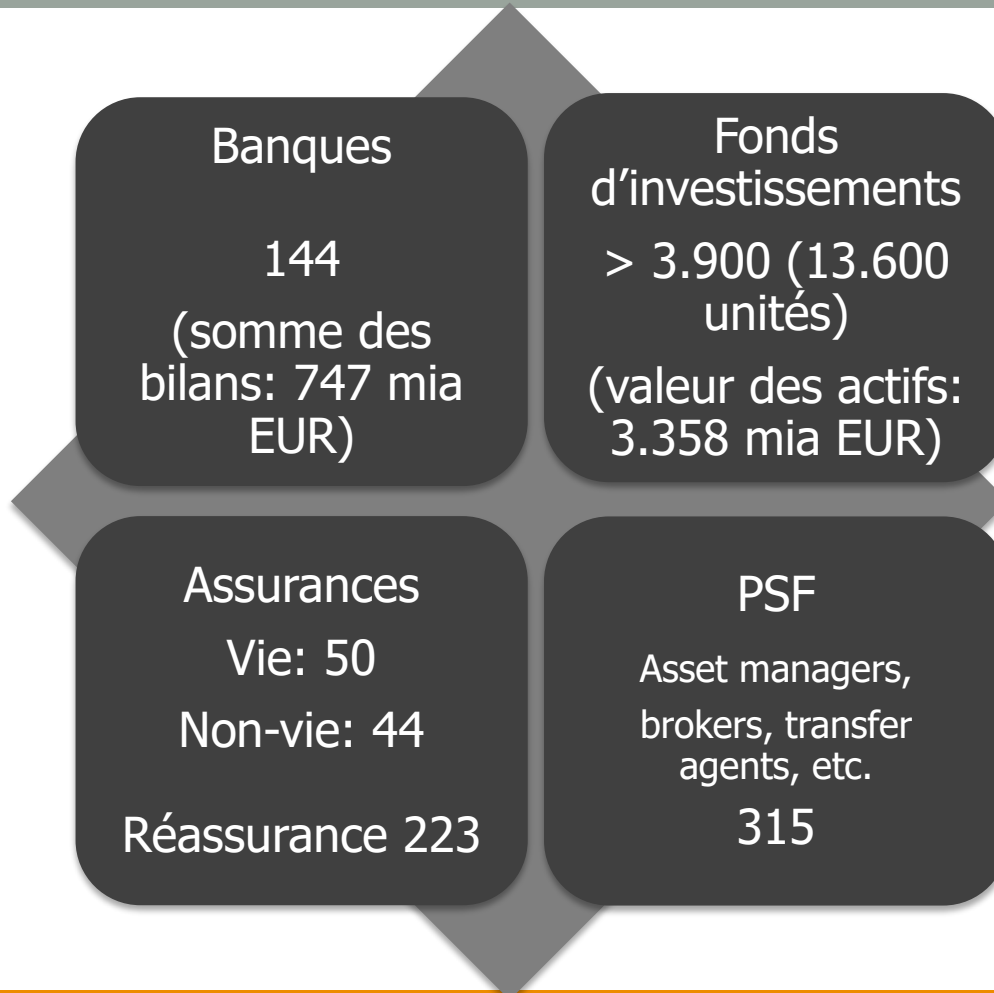 Banques
144
(somme des
bilans: 747 mia
EUR)
Fonds
d’investissements
> 3.900 (13.600
unités)
(valeur des actifs:
3.358 mia EUR)
Assurances
Vie: 50
Non-vie: 44
Réassurance 223
PSF
Asset managers,
brokers, transfer
agents, etc.
315